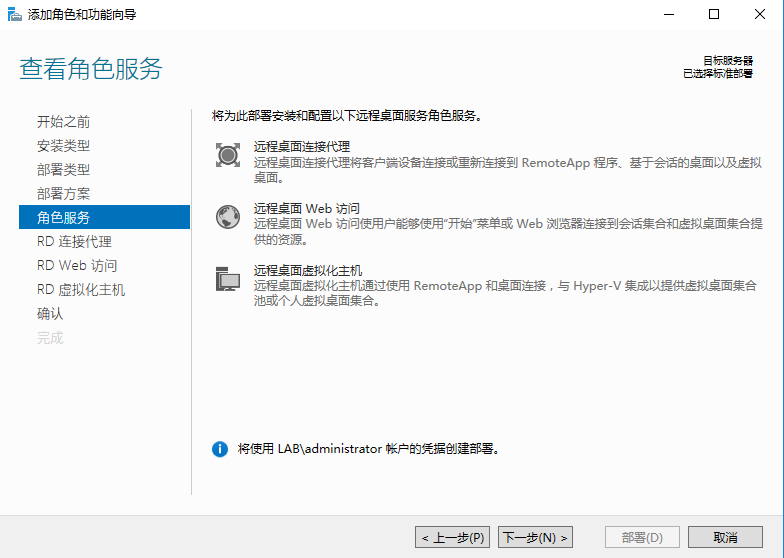 添加角色和功能向导
查看角色服务
目标服务器
已选择标准部署
开始之前
安装类型
部署类型
部署方案
角色服务
RD 连接代理
RD Web 访问
RD 虚拟化主机
确认
完成
将为此部署安装和配置以下远程桌面服务角色服务。
远程桌面连接代理
远程桌面连接代理将客户端设备连接或重新连接到 RemoteApp 程序、基于会话的桌面以及虚拟
桌面。
远程桌面 Web 访问
远程桌面 Web 访问使用户能够使用“开始”菜单或 Web 浏览器连接到会话集合和虚拟桌面集合提
供的资源。
远程桌面虚拟化主机
远程桌面虚拟化主机通过使用 RemoteApp 和桌面连接，与 Hyper-V 集成以提供虚拟桌面集合
池或个人虚拟桌面集合。
将使用 LAB\administrator 帐户的凭据创建部署。
< 上一步(P)
下一步(N) >
部署(D)
取消